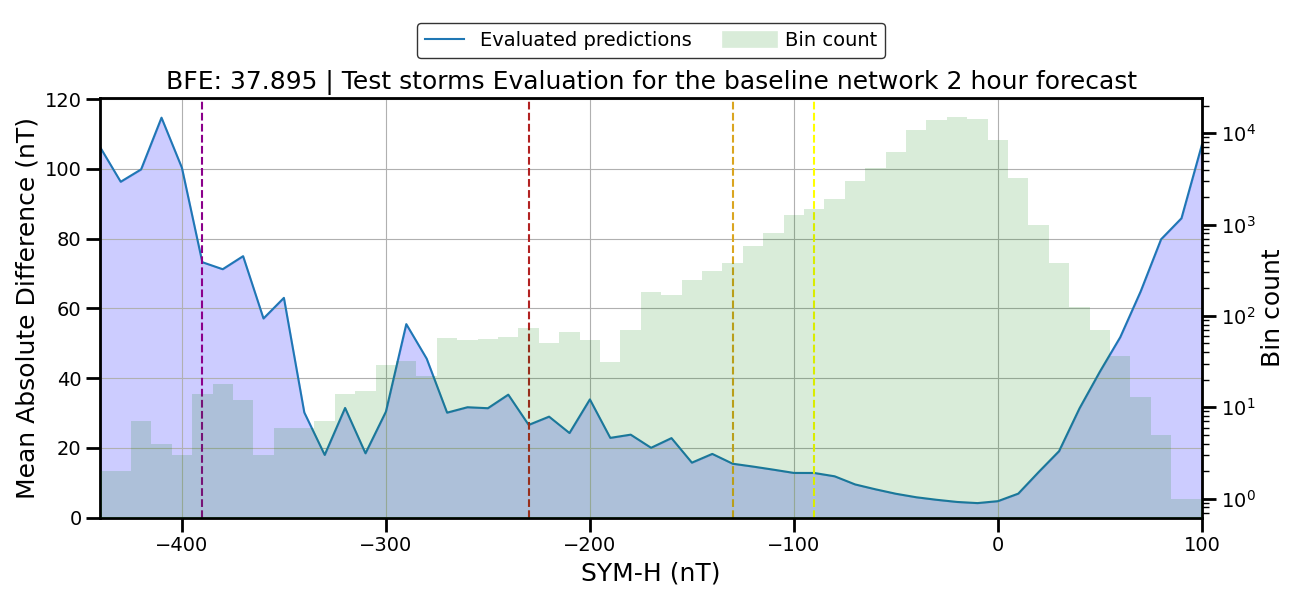 Evaluated predictions Bin count
BFE: 37.895 | Test storms Evaluation for the baseline network 2 hour forecast
Mean Absolute Difference (nT)
120
100
80
60
40
20
0
−400 −300 −200 −100 0 100
SYM-H (nT)
10⁴
10³
10²
10¹
10⁰
Bin count